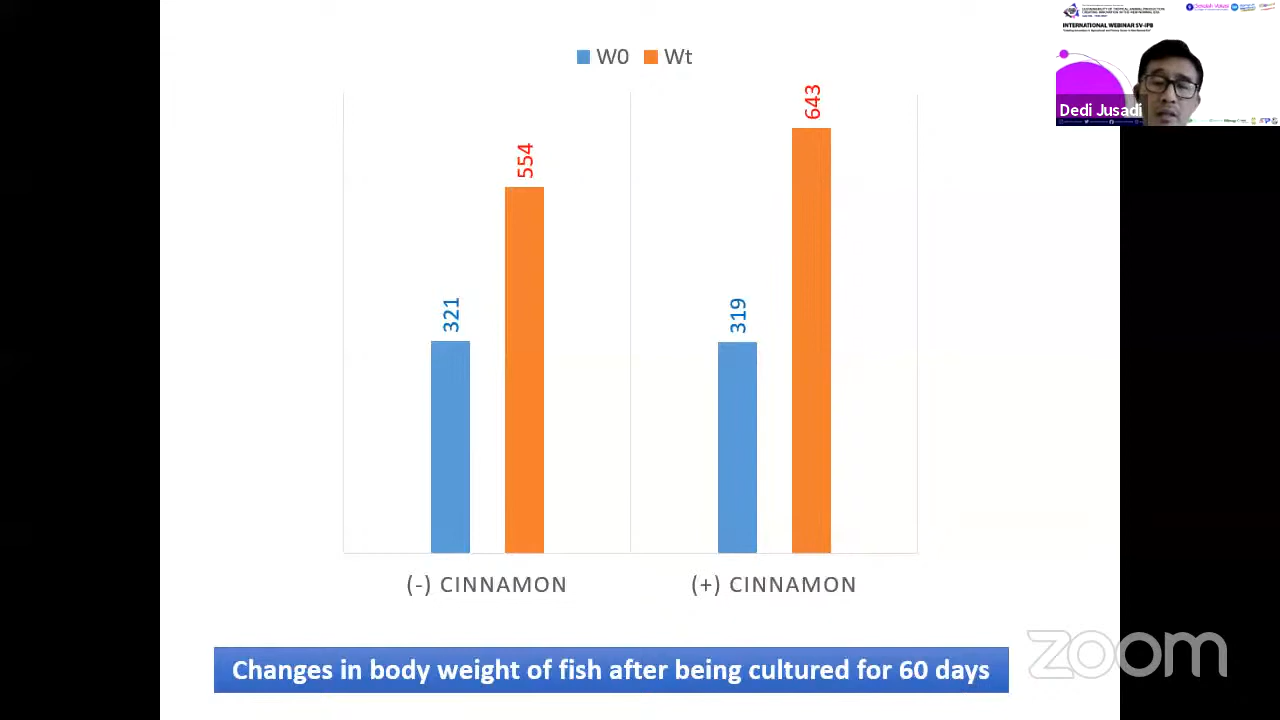 W0 Wt
321
554
319
643
(-) CINNAMON
(+) CINNAMON
Changes in body weight of fish after being cultured for 60 days
INTERNATIONAL WEBINAR SV-IPB
Dedi Jusadi
zoom